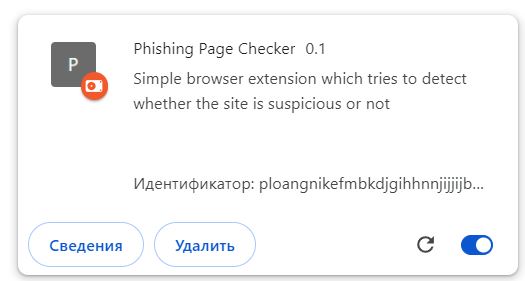 P
Phishing Page Checker 0.1
Simple browser extension which tries to detect
whether the site is suspicious or not
Идентификатор: ploangnikefmbkdjgihhnnjijjijb...
Сведения
Удалить